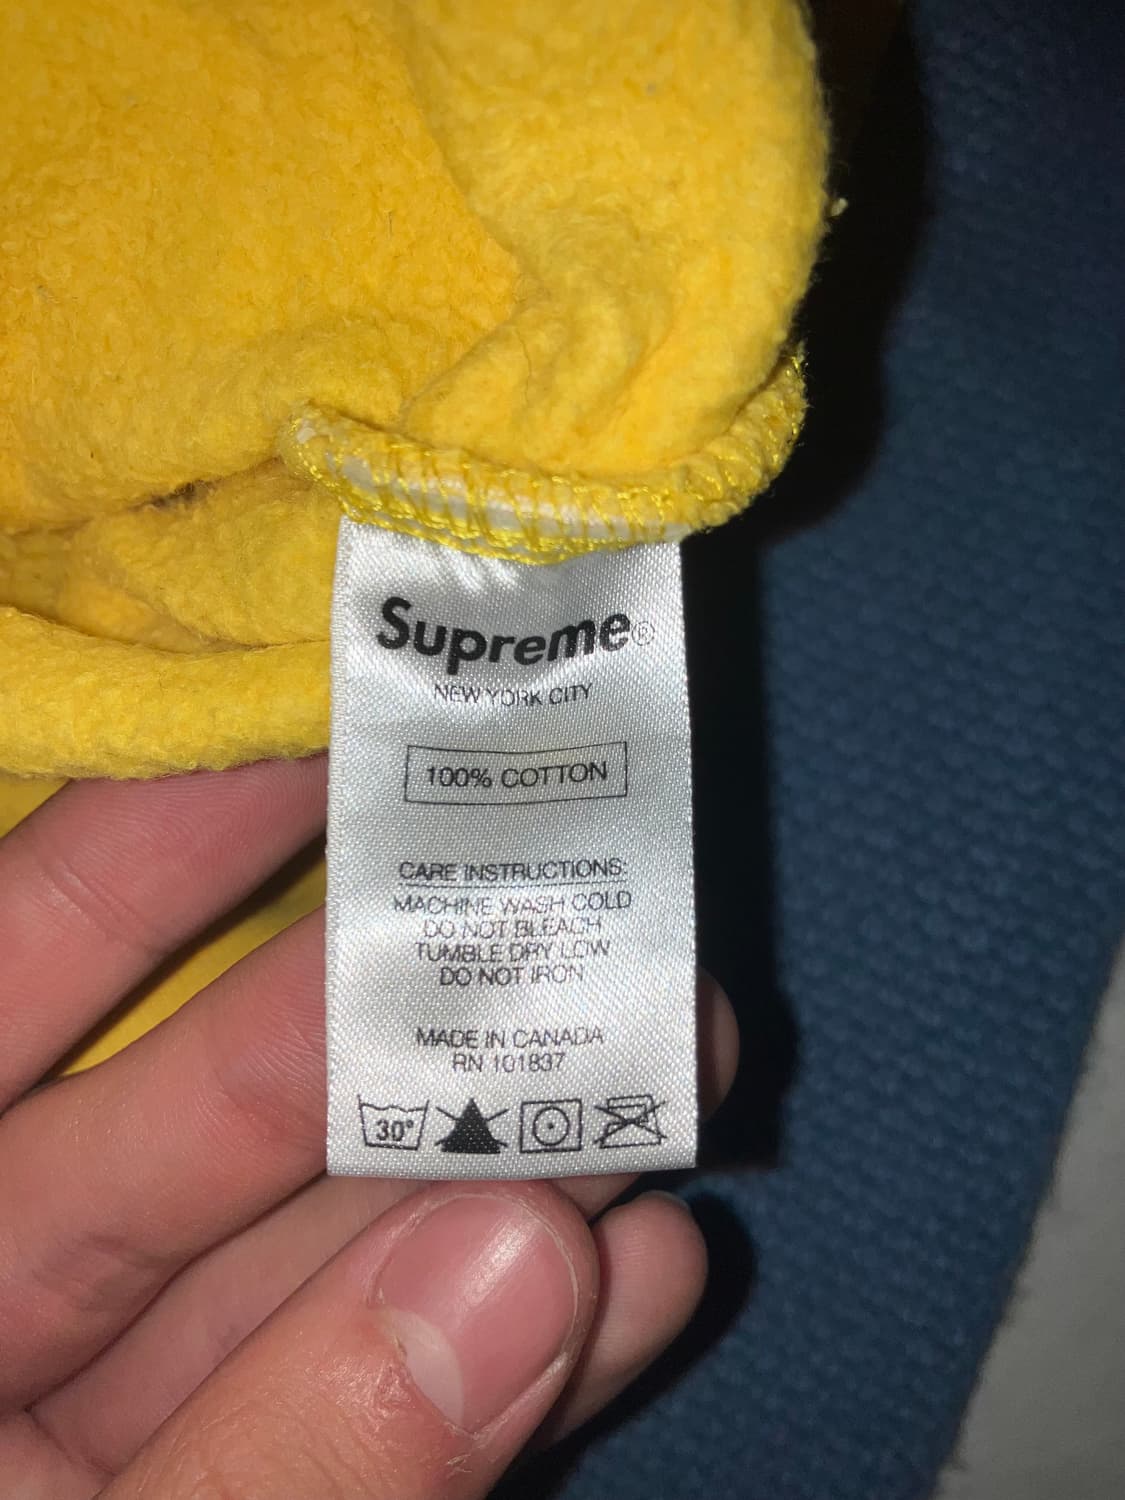 Supreme®
NEW YORK CITY
100% COTTON
CARE INSTRUCTIONS:
MACHINE WASH COLD
DO NOT BLEACH
TUMBLE DRY LOW
DO NOT IRON
MADE IN CANADA
RN 101837
30°